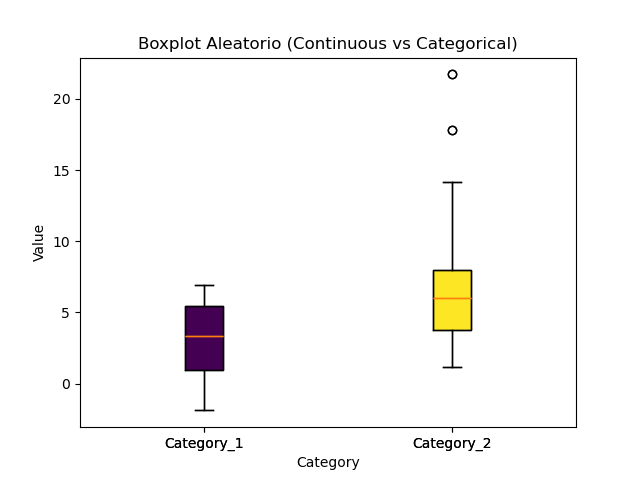 Boxplot Aleatorio (Continuous vs Categorical)
20
15
10
5
0
Value
Category_1
Category_2
Category